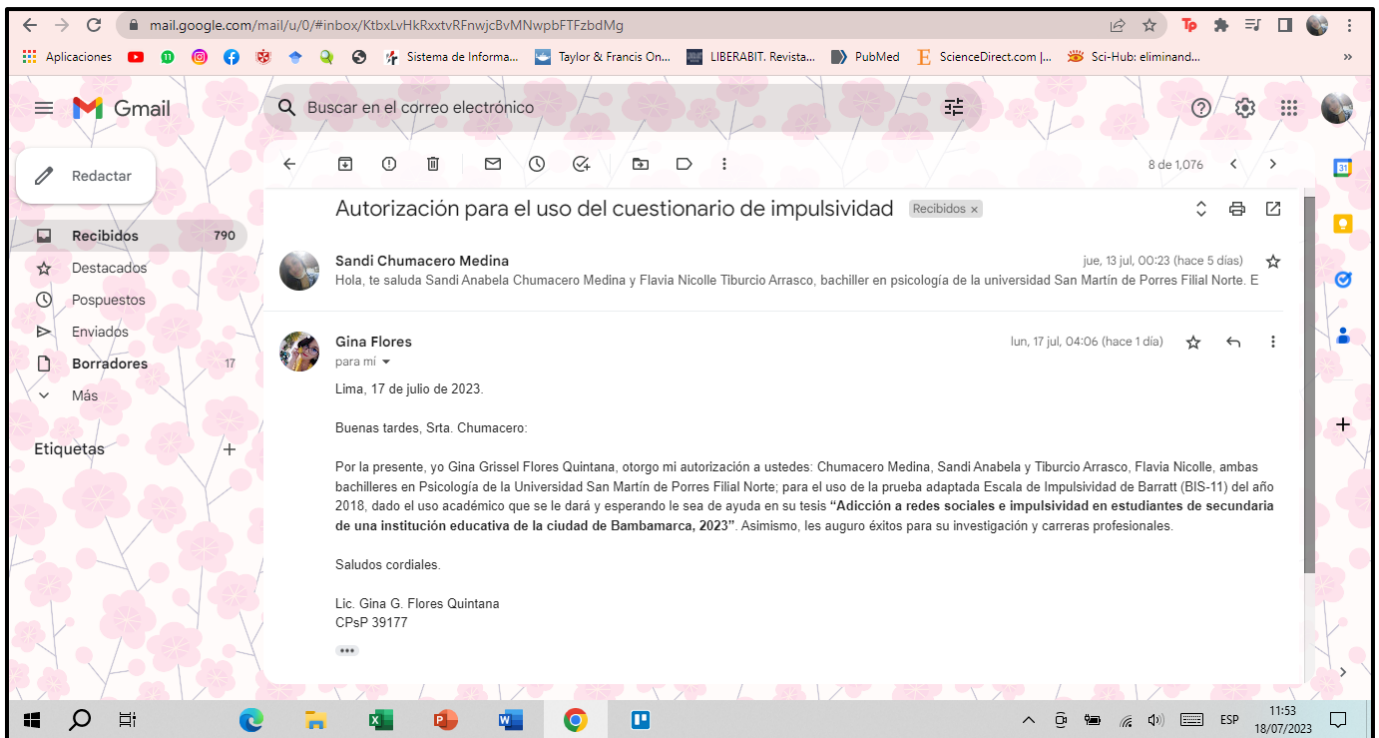 mail.google.com/mail/u/0/#inbox/KtbxLvHkRxxtvRFnwjcBvMNwpbFTFzbdMg
Aplicaciones Sistema de Informa... Taylor & Francis On... LIBERABIT. Revista... PubMed ScienceDirect.com |... Sci-Hub: eliminand... »
Gmail
Buscar en el correo electrónico
Redactar
8 de 1,076
Recibidos 790
Destacados
Pospuestos
Enviados
Borradores 17
Más
Etiquetas +
Autorización para el uso del cuestionario de impulsividad Recibidos ×
Sandi Chumacero Medina jue, 13 jul, 00:23 (hace 5 días)
Hola, te saluda Sandi Anabela Chumacero Medina y Flavia Nicolle Tiburcio Arrasco, bachiller en psicología de la universidad San Martín de Porres Filial Norte. E
Gina Flores lun, 17 jul, 04:06 (hace 1 día)
para mí
Lima, 17 de julio de 2023.
Buenas tardes, Srta. Chumacero:
Por la presente, yo Gina Grissel Flores Quintana, otorgo mi autorización a ustedes: Chumacero Medina, Sandi Anabela y Tiburcio Arrasco, Flavia Nicolle, ambas
bachilleres en Psicología de la Universidad San Martín de Porres Filial Norte; para el uso de la prueba adaptada Escala de Impulsividad de Barratt (BIS-11) del año
2018, dado el uso académico que se le dará y esperando le sea de ayuda en su tesis “Adicción a redes sociales e impulsividad en estudiantes de secundaria
de una institución educativa de la ciudad de Bambamarca, 2023”. Asimismo, les auguro éxitos para su investigación y carreras profesionales.
Saludos cordiales.
Lic. Gina G. Flores Quintana
CPsP 39177
31
ESP
11:53
18/07/2023